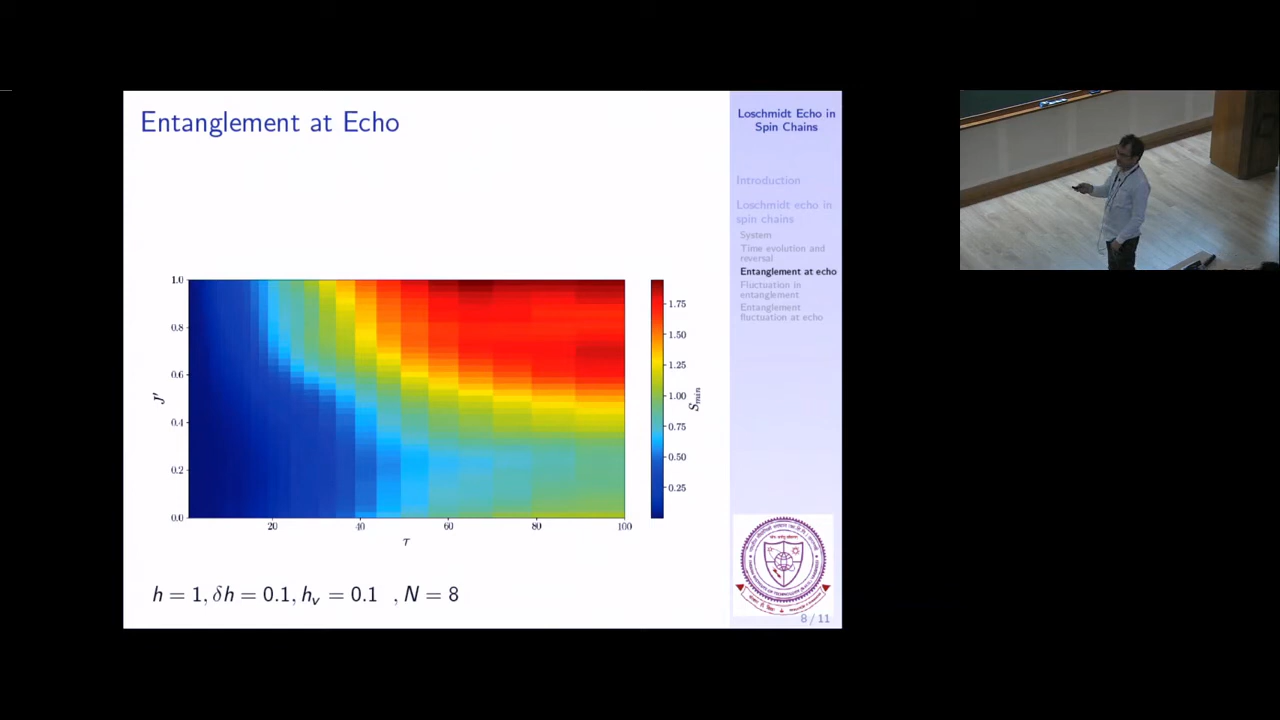 Entanglement at Echo
1.0
0.8
0.6
0.4
0.2
0.0
J'
20
40
60
80
100
τ
1.75
1.50
1.25
1.00
0.75
0.50
0.25
S_min
h = 1, δh = 0.1, h_v = 0.1 , N = 8
Loschmidt Echo in
Spin Chains
Introduction
Loschmidt echo in
spin chains
System
Time evolution and
reversal
Entanglement at echo
Fluctuation in
entanglement
Entanglement
fluctuation at echo
8 / 11